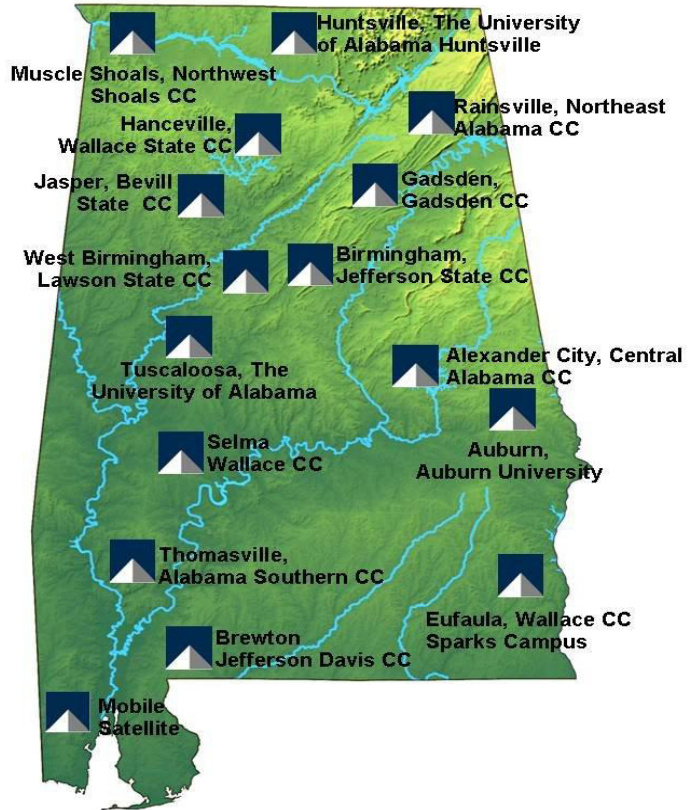 Huntsville, The University
of Alabama Huntsville
Muscle Shoals, Northwest
Shoals CC
Rainsville, Northeast
Alabama CC
Hanceville,
Wallace State CC
Jasper, Bevill
State CC
Gadsden,
Gadsden CC
West Birmingham,
Lawson State CC
Birmingham,
Jefferson State CC
Tuscaloosa, The
University of Alabama
Alexander City, Central
Alabama CC
Auburn,
Auburn University
Selma
Wallace CC
Thomasville,
Alabama Southern CC
Eufaula, Wallace CC
Sparks Campus
Brewton
Jefferson Davis CC
Mobile
Satellite